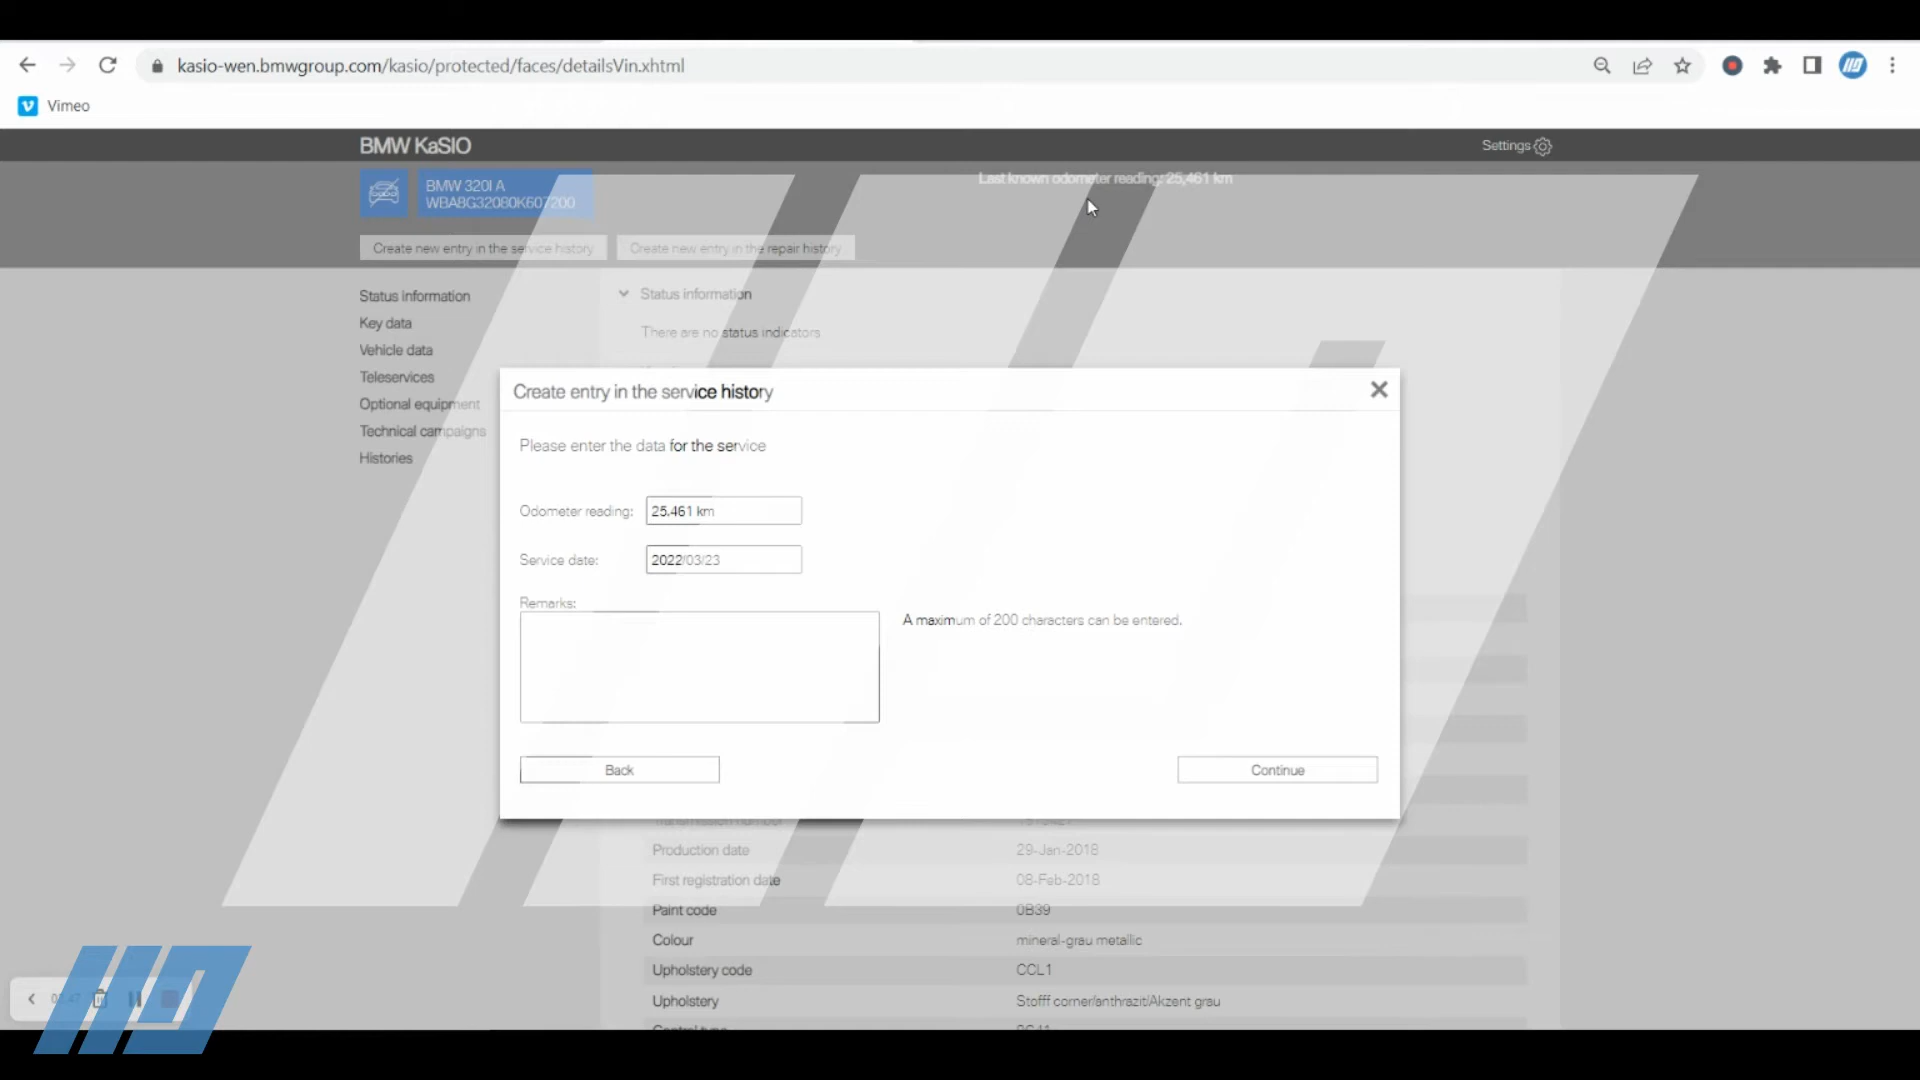 kasio-wen.bmwgroup.com/kasio/protected/faces/detailsVin.xhtml
Vimeo
BMW KaSIO
Settings
BMW 320I A
Last known odometer reading: 25,461 km
Create new entry in the service history
Create new entry in the repair history
Status information
Key data
Vehicle data
Teleservices
Optional equipment
Technical campaigns
Histories
Status information
There are no status indicators
Create entry in the service history
Please enter the data for the service
Odometer reading:
25.461 km
Service date:
2022/03/23
Remarks:
A maximum of 200 characters can be entered.
Back
Continue
Production date
29-Jan-2018
First registration date
08-Feb-2018
Paint code
0B39
Colour
mineral-grau metallic
Upholstery code
CCL1
Upholstery
Stofff corner/anthrazit/Akzent grau